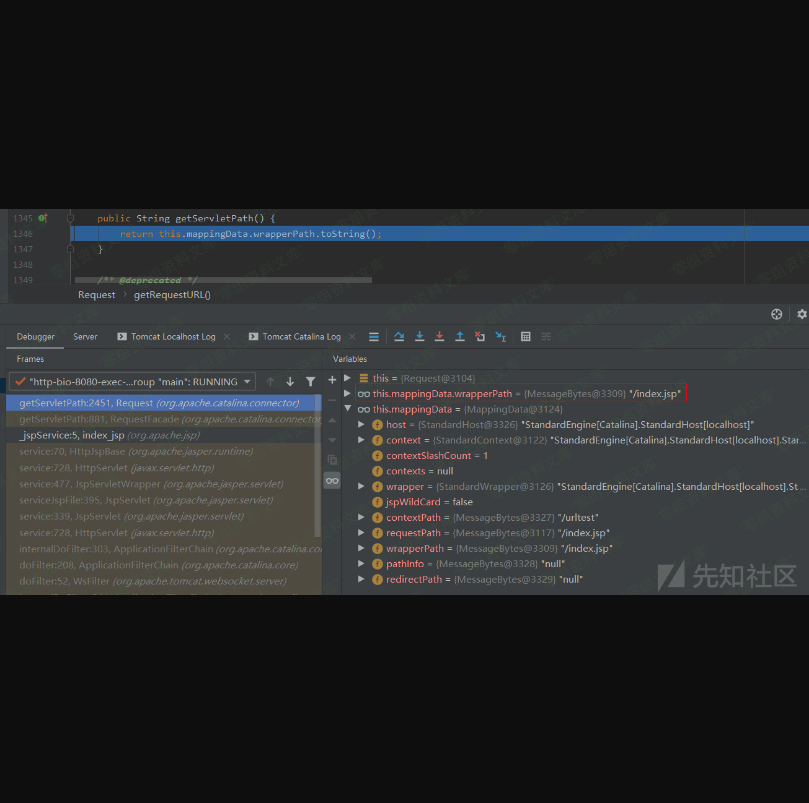 1345 public String getServletPath() {
1346 return this.mappingData.wrapperPath.toString();
1347 }
1348
1349 /** @deprecated */
Request › getRequestURL()
Debugger Server Tomcat Localhost Log × Tomcat Catalina Log ×
Frames
"http-bio-8080-exec-...roup "main": RUNNING
getServletPath:2451, Request (org.apache.catalina.connector)
getServletPath:881, RequestFacade (org.apache.catalina.connector)
_jspService:5, index_jsp (org.apache.jsp)
service:70, HttpJspBase (org.apache.jasper.runtime)
service:728, HttpServlet (javax.servlet.http)
service:477, JspServletWrapper (org.apache.jasper.servlet)
serviceJspFile:395, JspServlet (org.apache.jasper.servlet)
service:339, JspServlet (org.apache.jasper.servlet)
service:728, HttpServlet (javax.servlet.http)
internalDoFilter:303, ApplicationFilterChain (org.apache.catalina.co
doFilter:208, ApplicationFilterChain (org.apache.catalina.core)
doFilter:52, WsFilter (org.apache.tomcat.websocket.server)
Variables
this = {Request@3104}
this.mappingData.wrapperPath = {MessageBytes@3309} "/index.jsp"
this.mappingData = {MappingData@3124}
host = {StandardHost@3326} "StandardEngine[Catalina].StandardHost[localhost]"
context = {StandardContext@3122} "StandardEngine[Catalina].StandardHost[localhost].Star...
contextSlashCount = 1
contexts = null
wrapper = {StandardWrapper@3126} "StandardEngine[Catalina].StandardHost[localhost].St...
jspWildCard = false
contextPath = {MessageBytes@3327} "/urltest"
requestPath = {MessageBytes@3117} "/index.jsp"
wrapperPath = {MessageBytes@3309} "/index.jsp"
pathInfo = {MessageBytes@3328} "null"
redirectPath = {MessageBytes@3329} "null"
先知社区